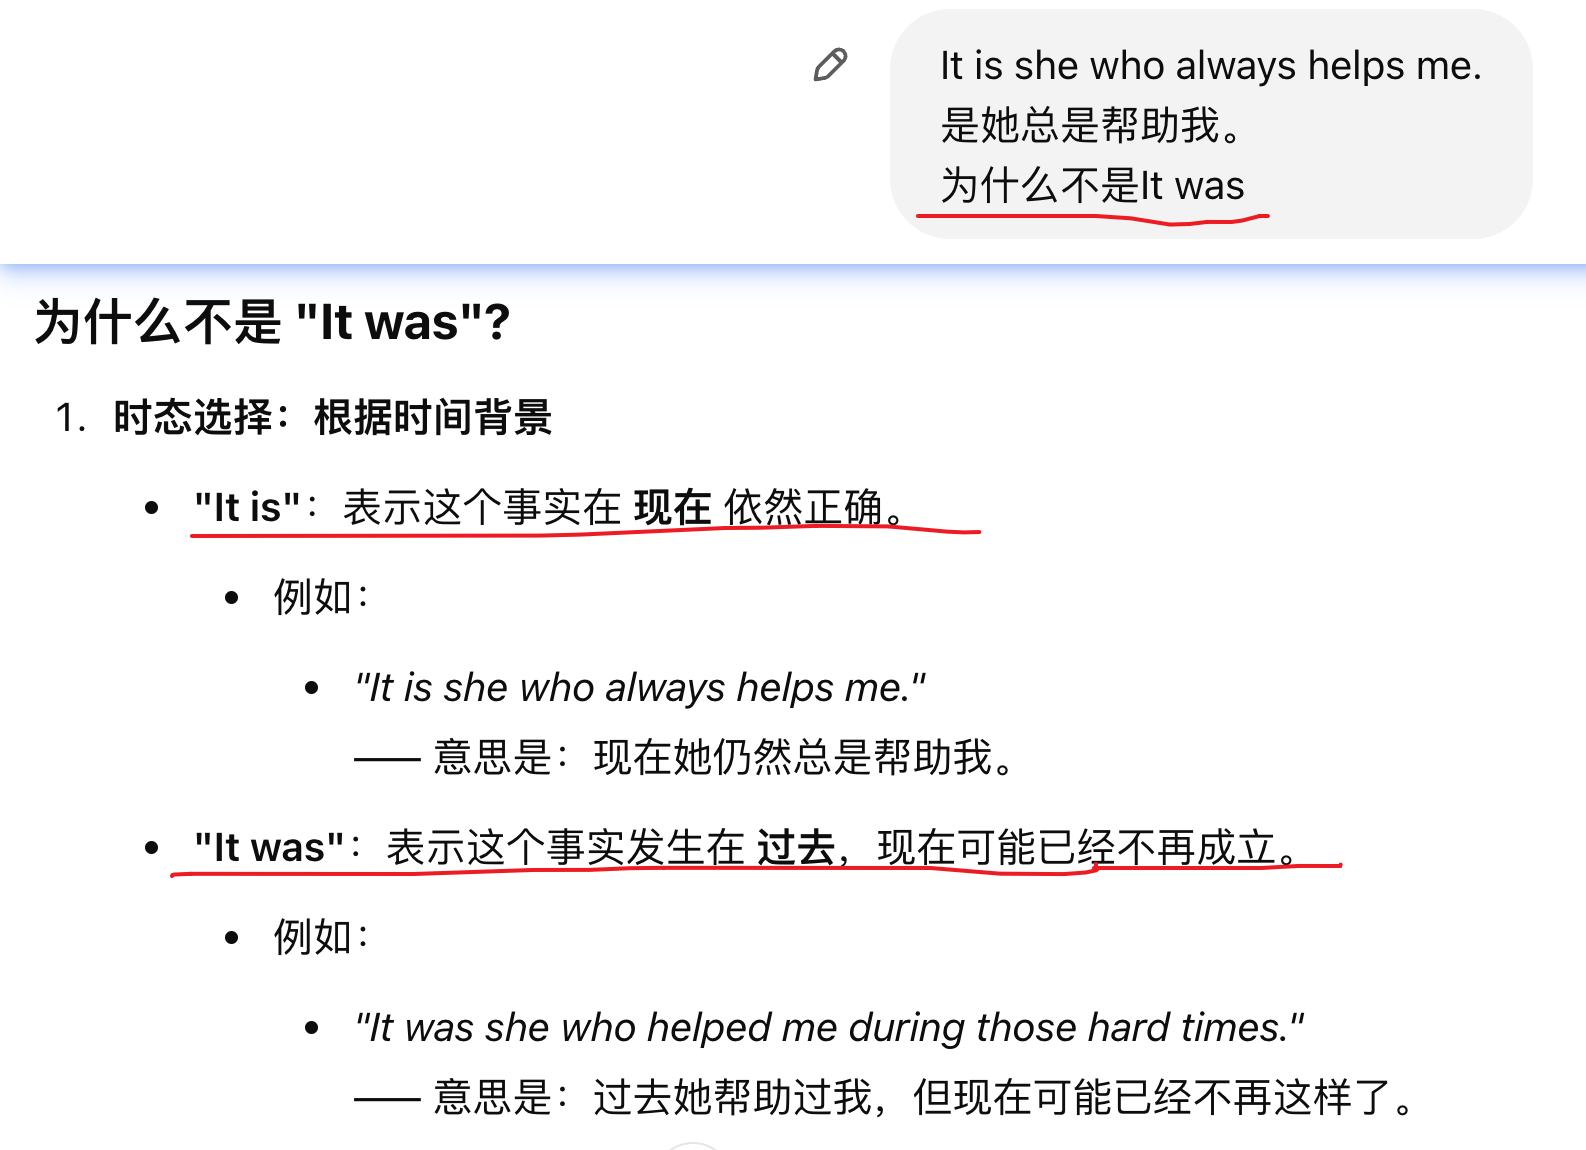 It is she who always helps me.
是她总是帮助我。
为什么不是It was
为什么不是 "It was"?
1. 时态选择：根据时间背景
• "It is"：表示这个事实在 现在 依然正确。
• 例如：
• "It is she who always helps me."
—— 意思是：现在她仍然总是帮助我。
• "It was"：表示这个事实发生在 过去，现在可能已经不再成立。
• 例如：
• "It was she who helped me during those hard times."
—— 意思是：过去她帮助过我，但现在可能已经不再这样了。